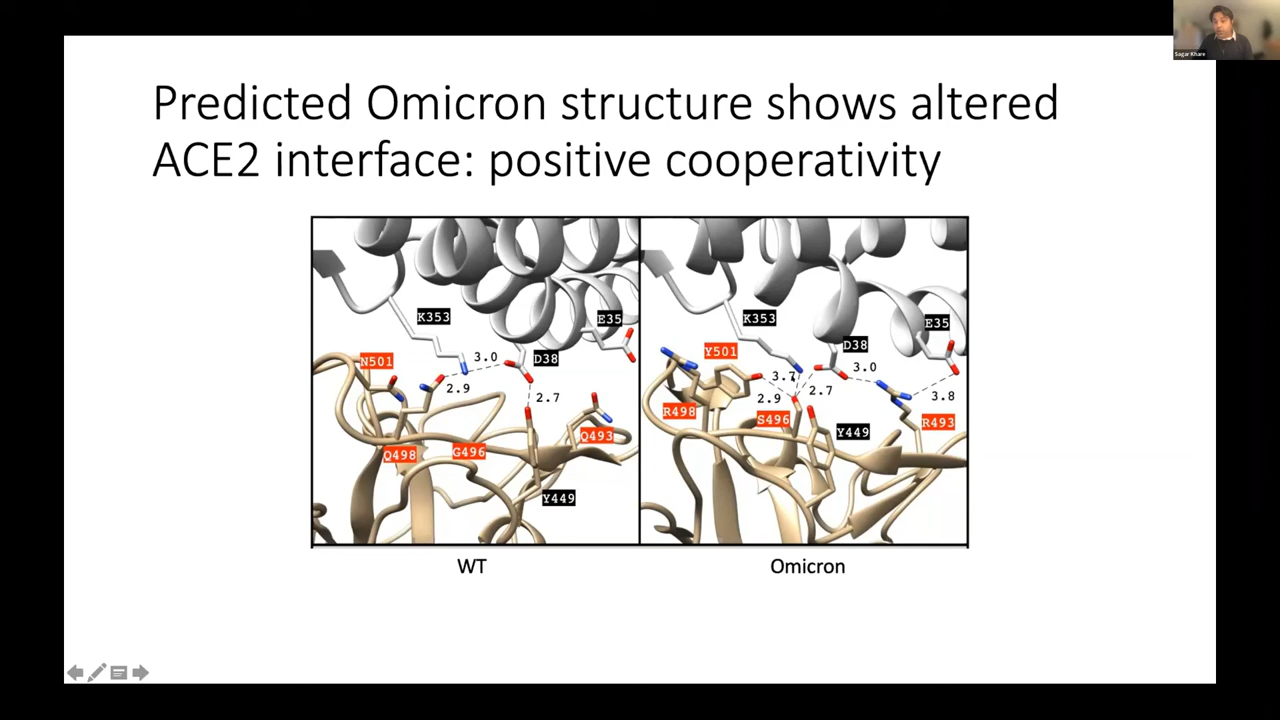 Sagar Khare
Predicted Omicron structure shows altered
ACE2 interface: positive cooperativity
K353
E35
3.0
D38
N501
2.9
2.7
Q493
Q498
G496
Y449
WT
K353
E35
D38
Y501
3.7
3.0
2.9
2.7
3.8
R498
S496
Y449
R493
Omicron